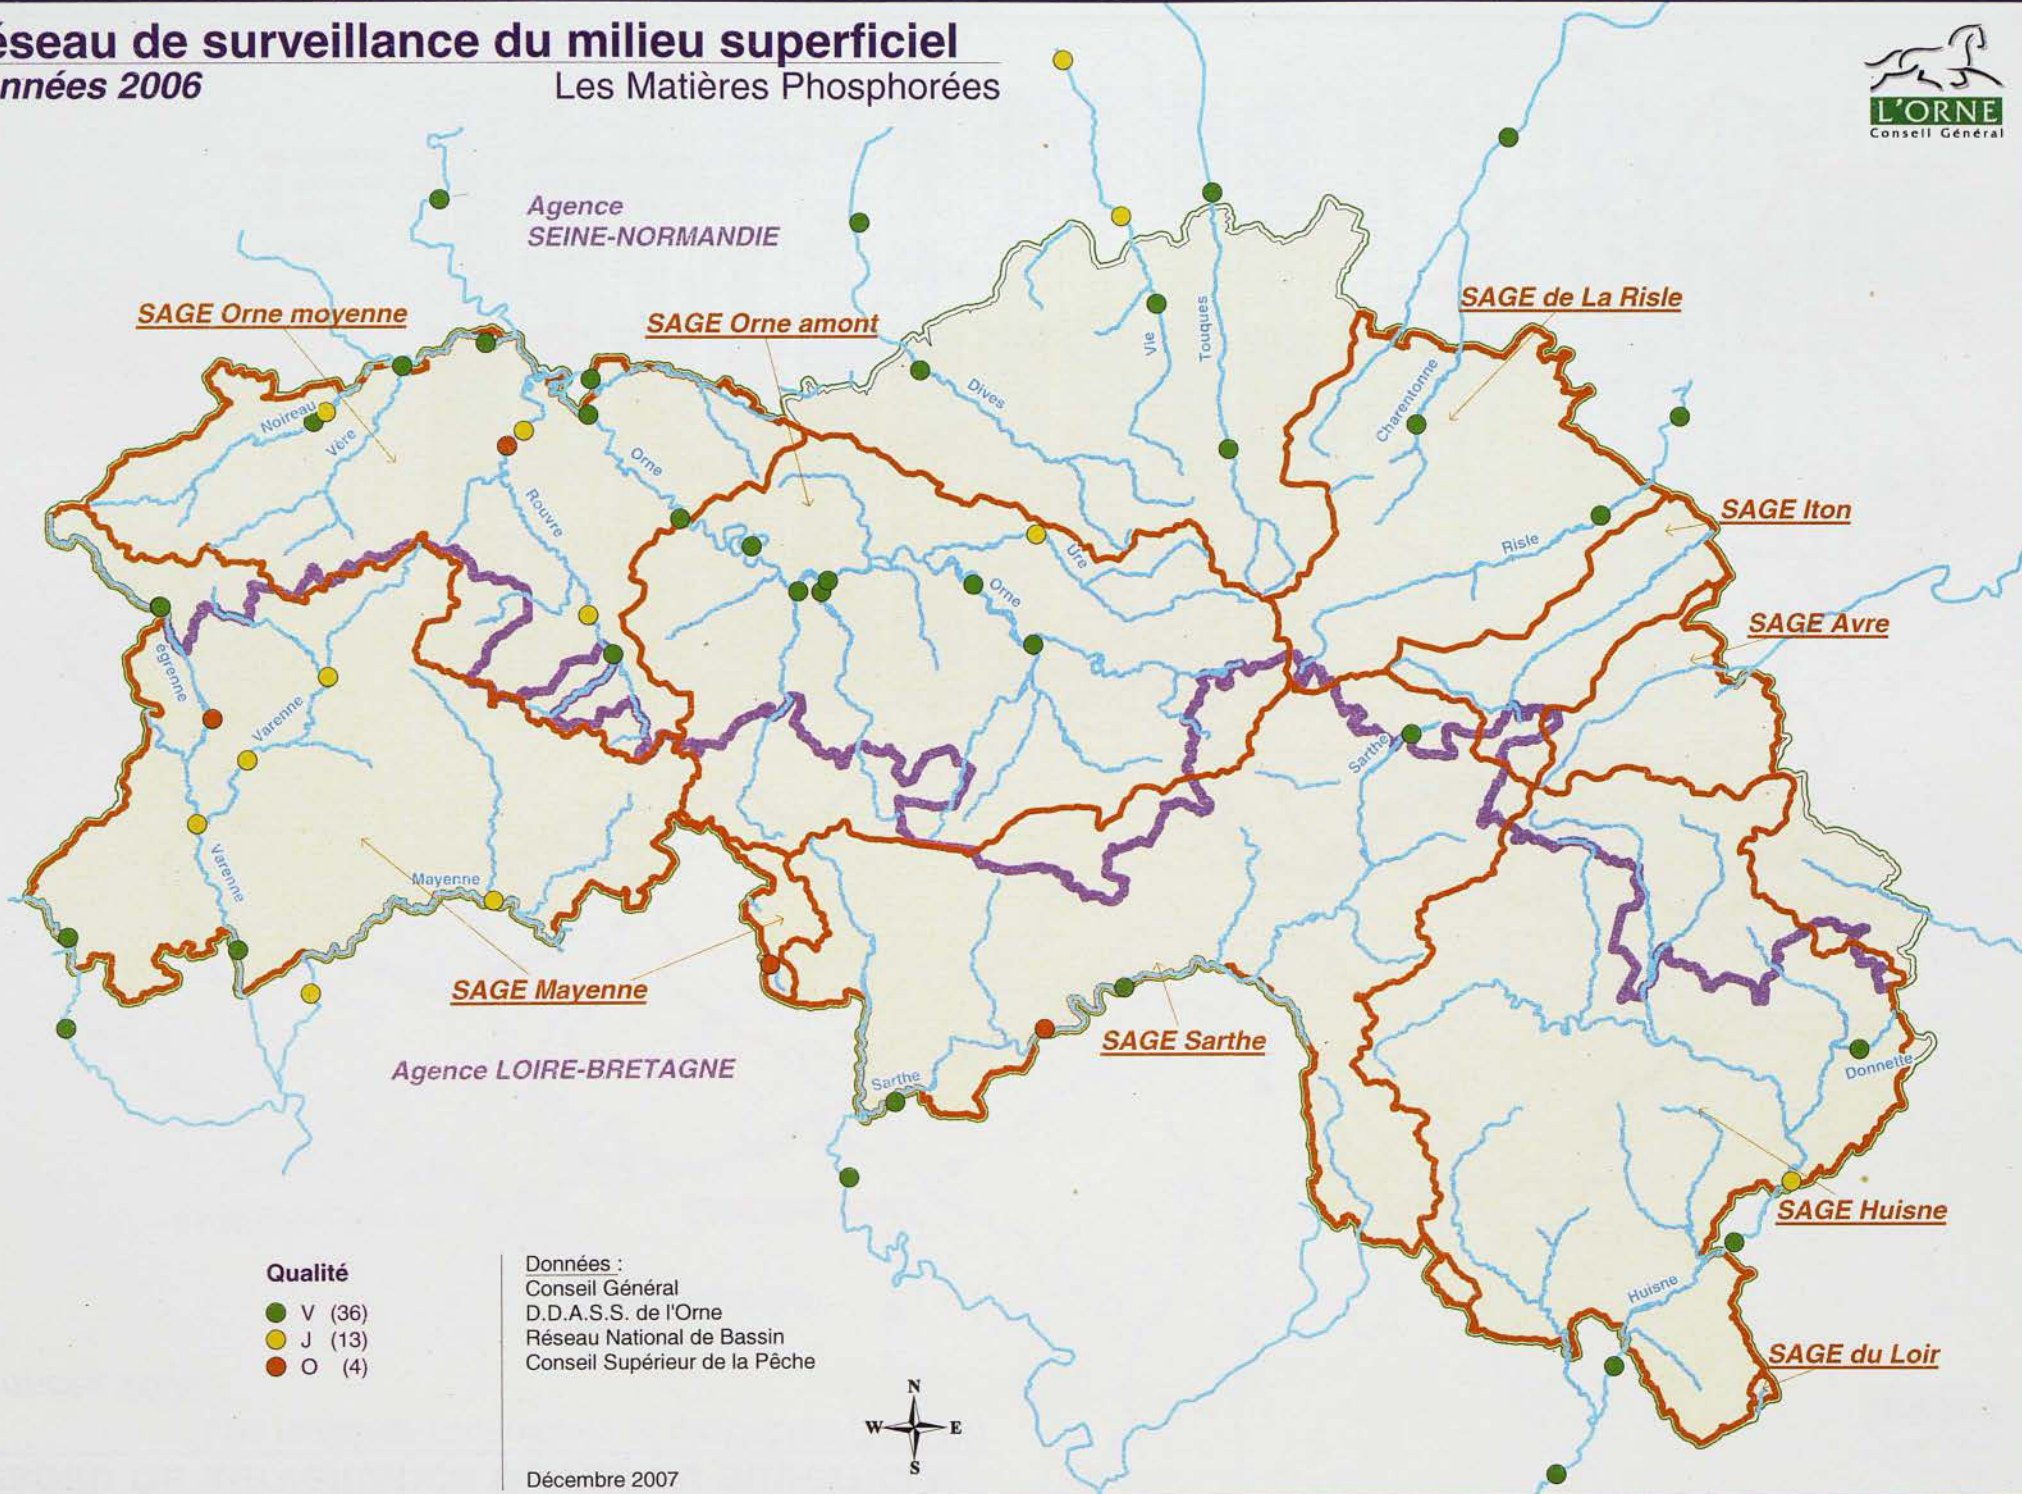 éseau de surveillance du milieu superficiel
nnées 2006
Les Matières Phosphorées
L'ORNE
Conseil Général
Agence
SEINE-NORMANDIE
SAGE Orne moyenne
SAGE Orne amont
SAGE de La Risle
Vie
Touques
Dives
Charentonne
Noireau
Vère
Orne
Rouvre
SAGE Iton
Risle
Ure
Orne
SAGE Avre
égrenne
Varenne
Sarthe
Varenne
Mayenne
SAGE Mayenne
SAGE Sarthe
Agence LOIRE-BRETAGNE
Sarthe
Donnette
SAGE Huisne
Huisne
SAGE du Loir
Qualité
V (36)
J (13)
O (4)
Données :
Conseil Général
D.D.A.S.S. de l'Orne
Réseau National de Bassin
Conseil Supérieur de la Pêche
Décembre 2007
N
W E
S